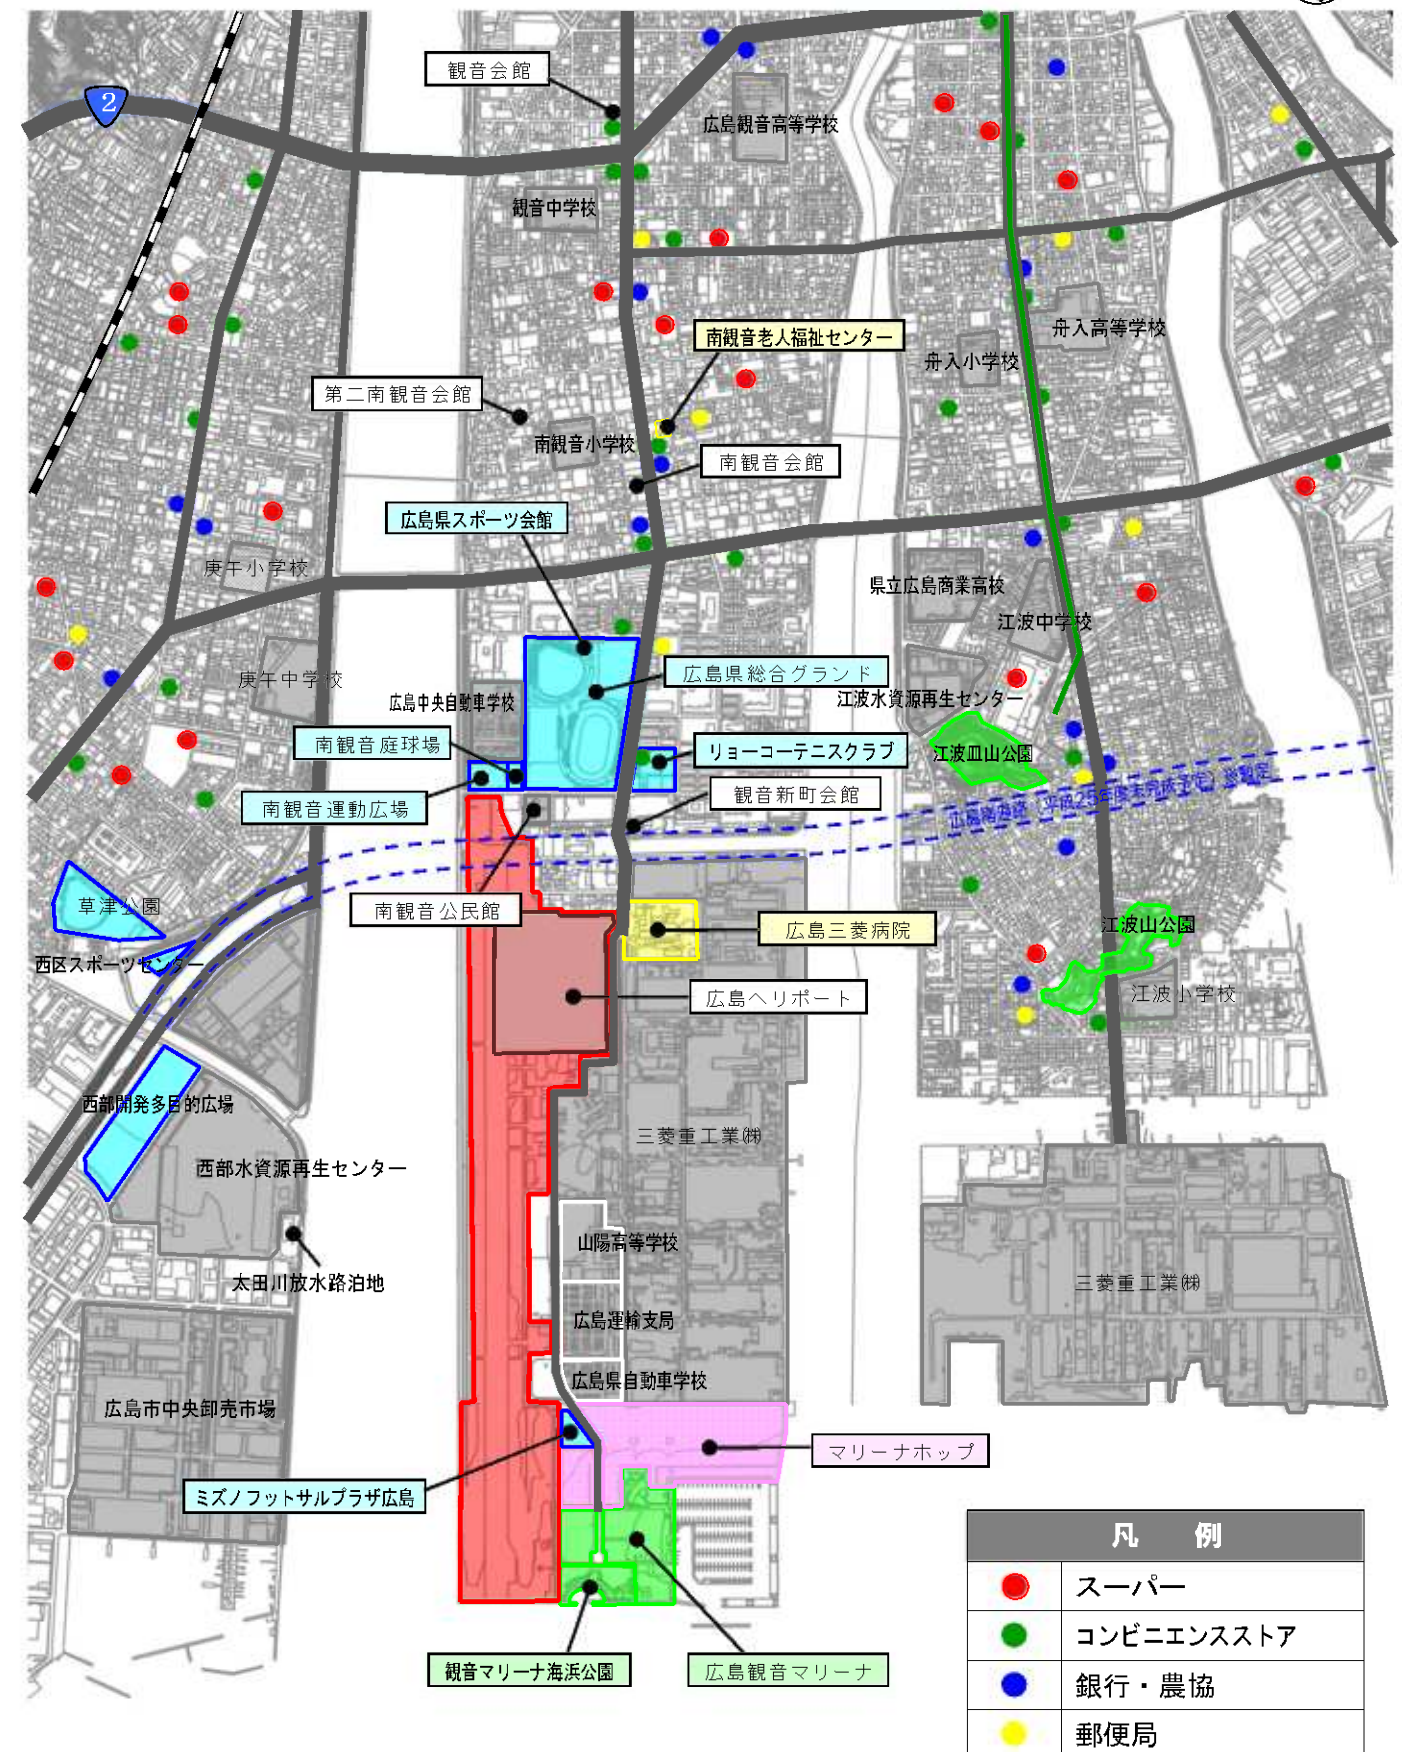 2
観音会館
広島観音高等学校
観音中学校
南観音老人福祉センター
舟入高等学校
舟入小学校
第二南観音会館
南観音小学校
南観音会館
広島県スポーツ会館
庚午小学校
県立広島商業高校
江波中学校
庚午中学校
広島県総合グランド
広島中央自動車学校
江波水資源再生センター
南観音庭球場
リョーコーテニスクラブ
江波皿山公園
南観音運動広場
観音新町会館
草津公園
南観音公民館
広島三菱病院
江波山公園
西区スポーツセンター
広島ヘリポート
江波小学校
西部開発多目的広場
三菱重工業㈱
西部水資源再生センター
山陽高等学校
太田川放水路泊地
三菱重工業㈱
広島運輸支局
広島県自動車学校
広島市中央卸売市場
マリーナホップ
ミズノフットサルプラザ広島
観音マリーナ海浜公園
広島観音マリーナ
凡 例
スーパー
コンビニエンスストア
銀行・農協
郵便局